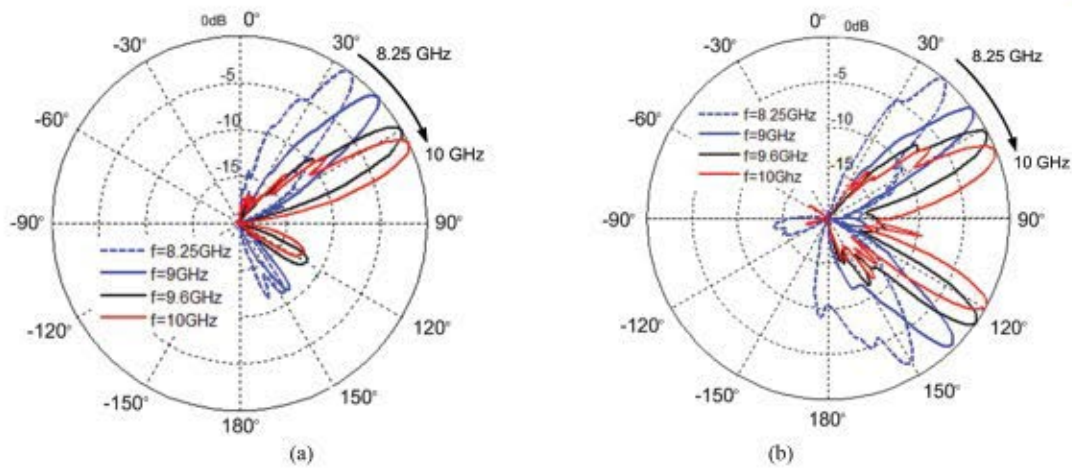 0dB 0°
-30° 30°
8.25 GHz
-5
-60° -10
10 GHz
-15
-90° 90°
f=8.25GHz
f=9GHz
f=9.6GHz
f=10GHz
-120° 120°
-150° 150°
180°
(a)
0° 0dB
-30° 30°
8.25 GHz
-5
f=8.25GHz
-60° -10
f=9GHz
f=9.6GHz
10 GHz
-15
f=10Ghz
-90° 90°
-120° 120°
-150° 150°
180°
(b)